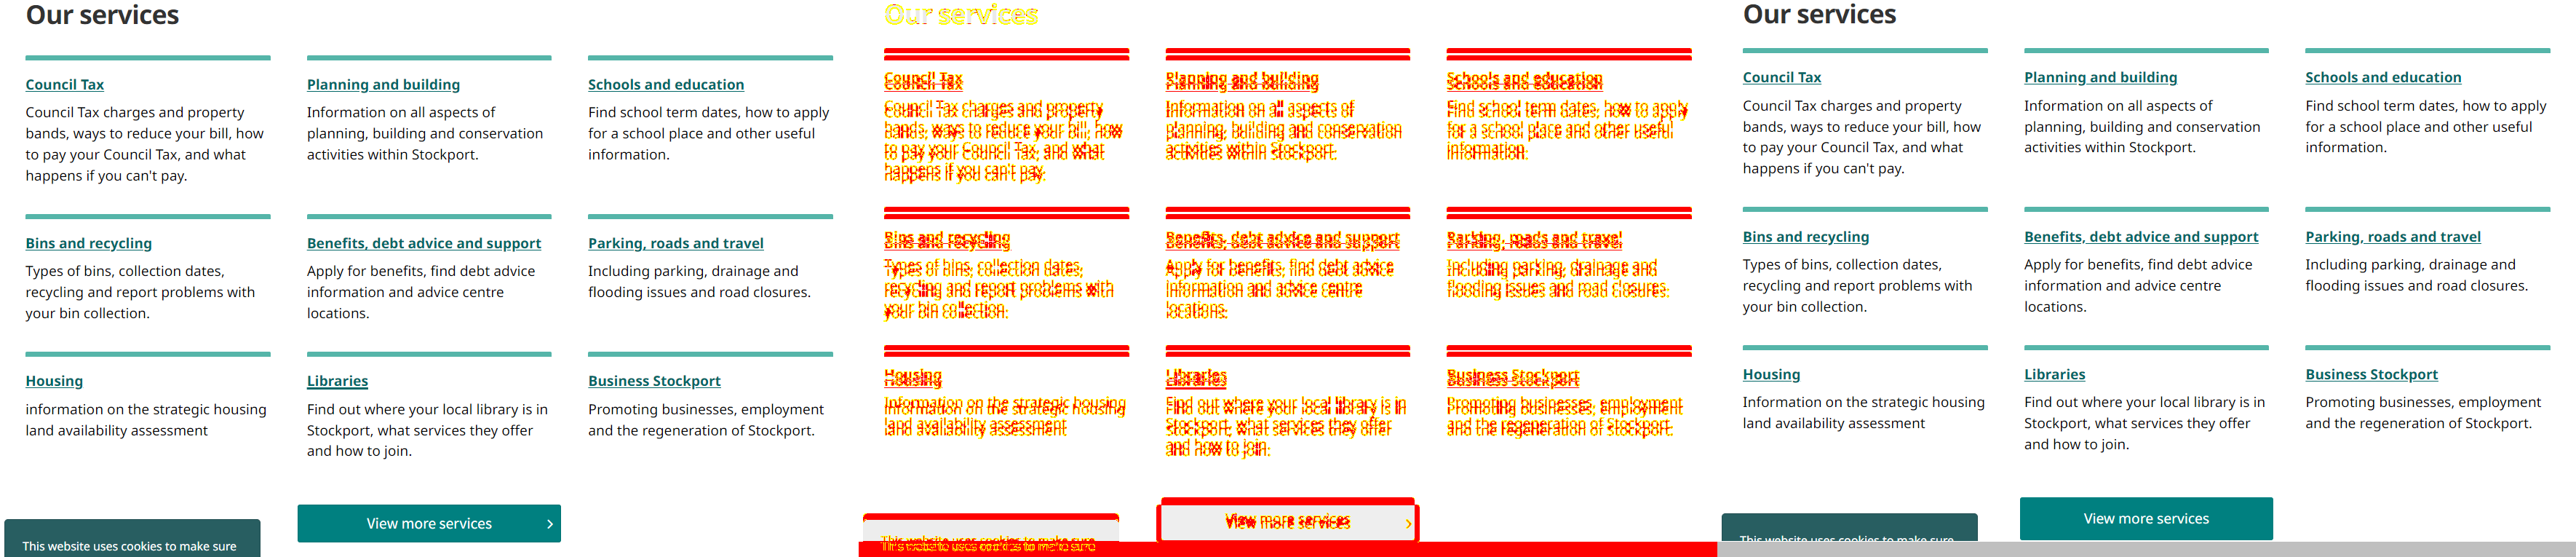 Our services
Council Tax
Council Tax charges and property
bands, ways to reduce your bill, how
to pay your Council Tax, and what
happens if you can't pay.
Planning and building
Information on all aspects of
planning, building and conservation
activities within Stockport.
Schools and education
Find school term dates, how to apply
for a school place and other useful
information.
Bins and recycling
Types of bins, collection dates,
recycling and report problems with
your bin collection.
Benefits, debt advice and support
Apply for benefits, find debt advice
information and advice centre
locations.
Parking, roads and travel
Including parking, drainage and
flooding issues and road closures.
Housing
information on the strategic housing
land availability assessment
Libraries
Find out where your local library is in
Stockport, what services they offer
and how to join.
Business Stockport
Promoting businesses, employment
and the regeneration of Stockport.
View more services
This website uses cookies to make sure
Our services
Council Tax
Council Tax charges and property
bands, ways to reduce your bill, how
to pay your Council Tax, and what
happens if you can't pay.
Planning and building
Information on all aspects of
planning, building and conservation
activities within Stockport.
Schools and education
Find school term dates, how to apply
for a school place and other useful
information.
Bins and recycling
Types of bins, collection dates,
recycling and report problems with
your bin collection.
Benefits, debt advice and support
Apply for benefits, find debt advice
information and advice centre
locations.
Parking, roads and travel
Including parking, drainage and
flooding issues and road closures.
Housing
Information on the strategic housing
land availability assessment
Libraries
Find out where your local library is in
Stockport, what services they offer
and how to join.
Business Stockport
Promoting businesses, employment
and the regeneration of Stockport.
View more services
This website uses cookies to make sure
Our services
Council Tax
Council Tax charges and property
bands, ways to reduce your bill, how
to pay your Council Tax, and what
happens if you can't pay.
Planning and building
Information on all aspects of
planning, building and conservation
activities within Stockport.
Schools and education
Find school term dates, how to apply
for a school place and other useful
information.
Bins and recycling
Types of bins, collection dates,
recycling and report problems with
your bin collection.
Benefits, debt advice and support
Apply for benefits, find debt advice
information and advice centre
locations.
Parking, roads and travel
Including parking, drainage and
flooding issues and road closures.
Housing
Information on the strategic housing
land availability assessment
Libraries
Find out where your local library is in
Stockport, what services they offer
and how to join.
Business Stockport
Promoting businesses, employment
and the regeneration of Stockport.
View more services
This website uses cookies to make sure